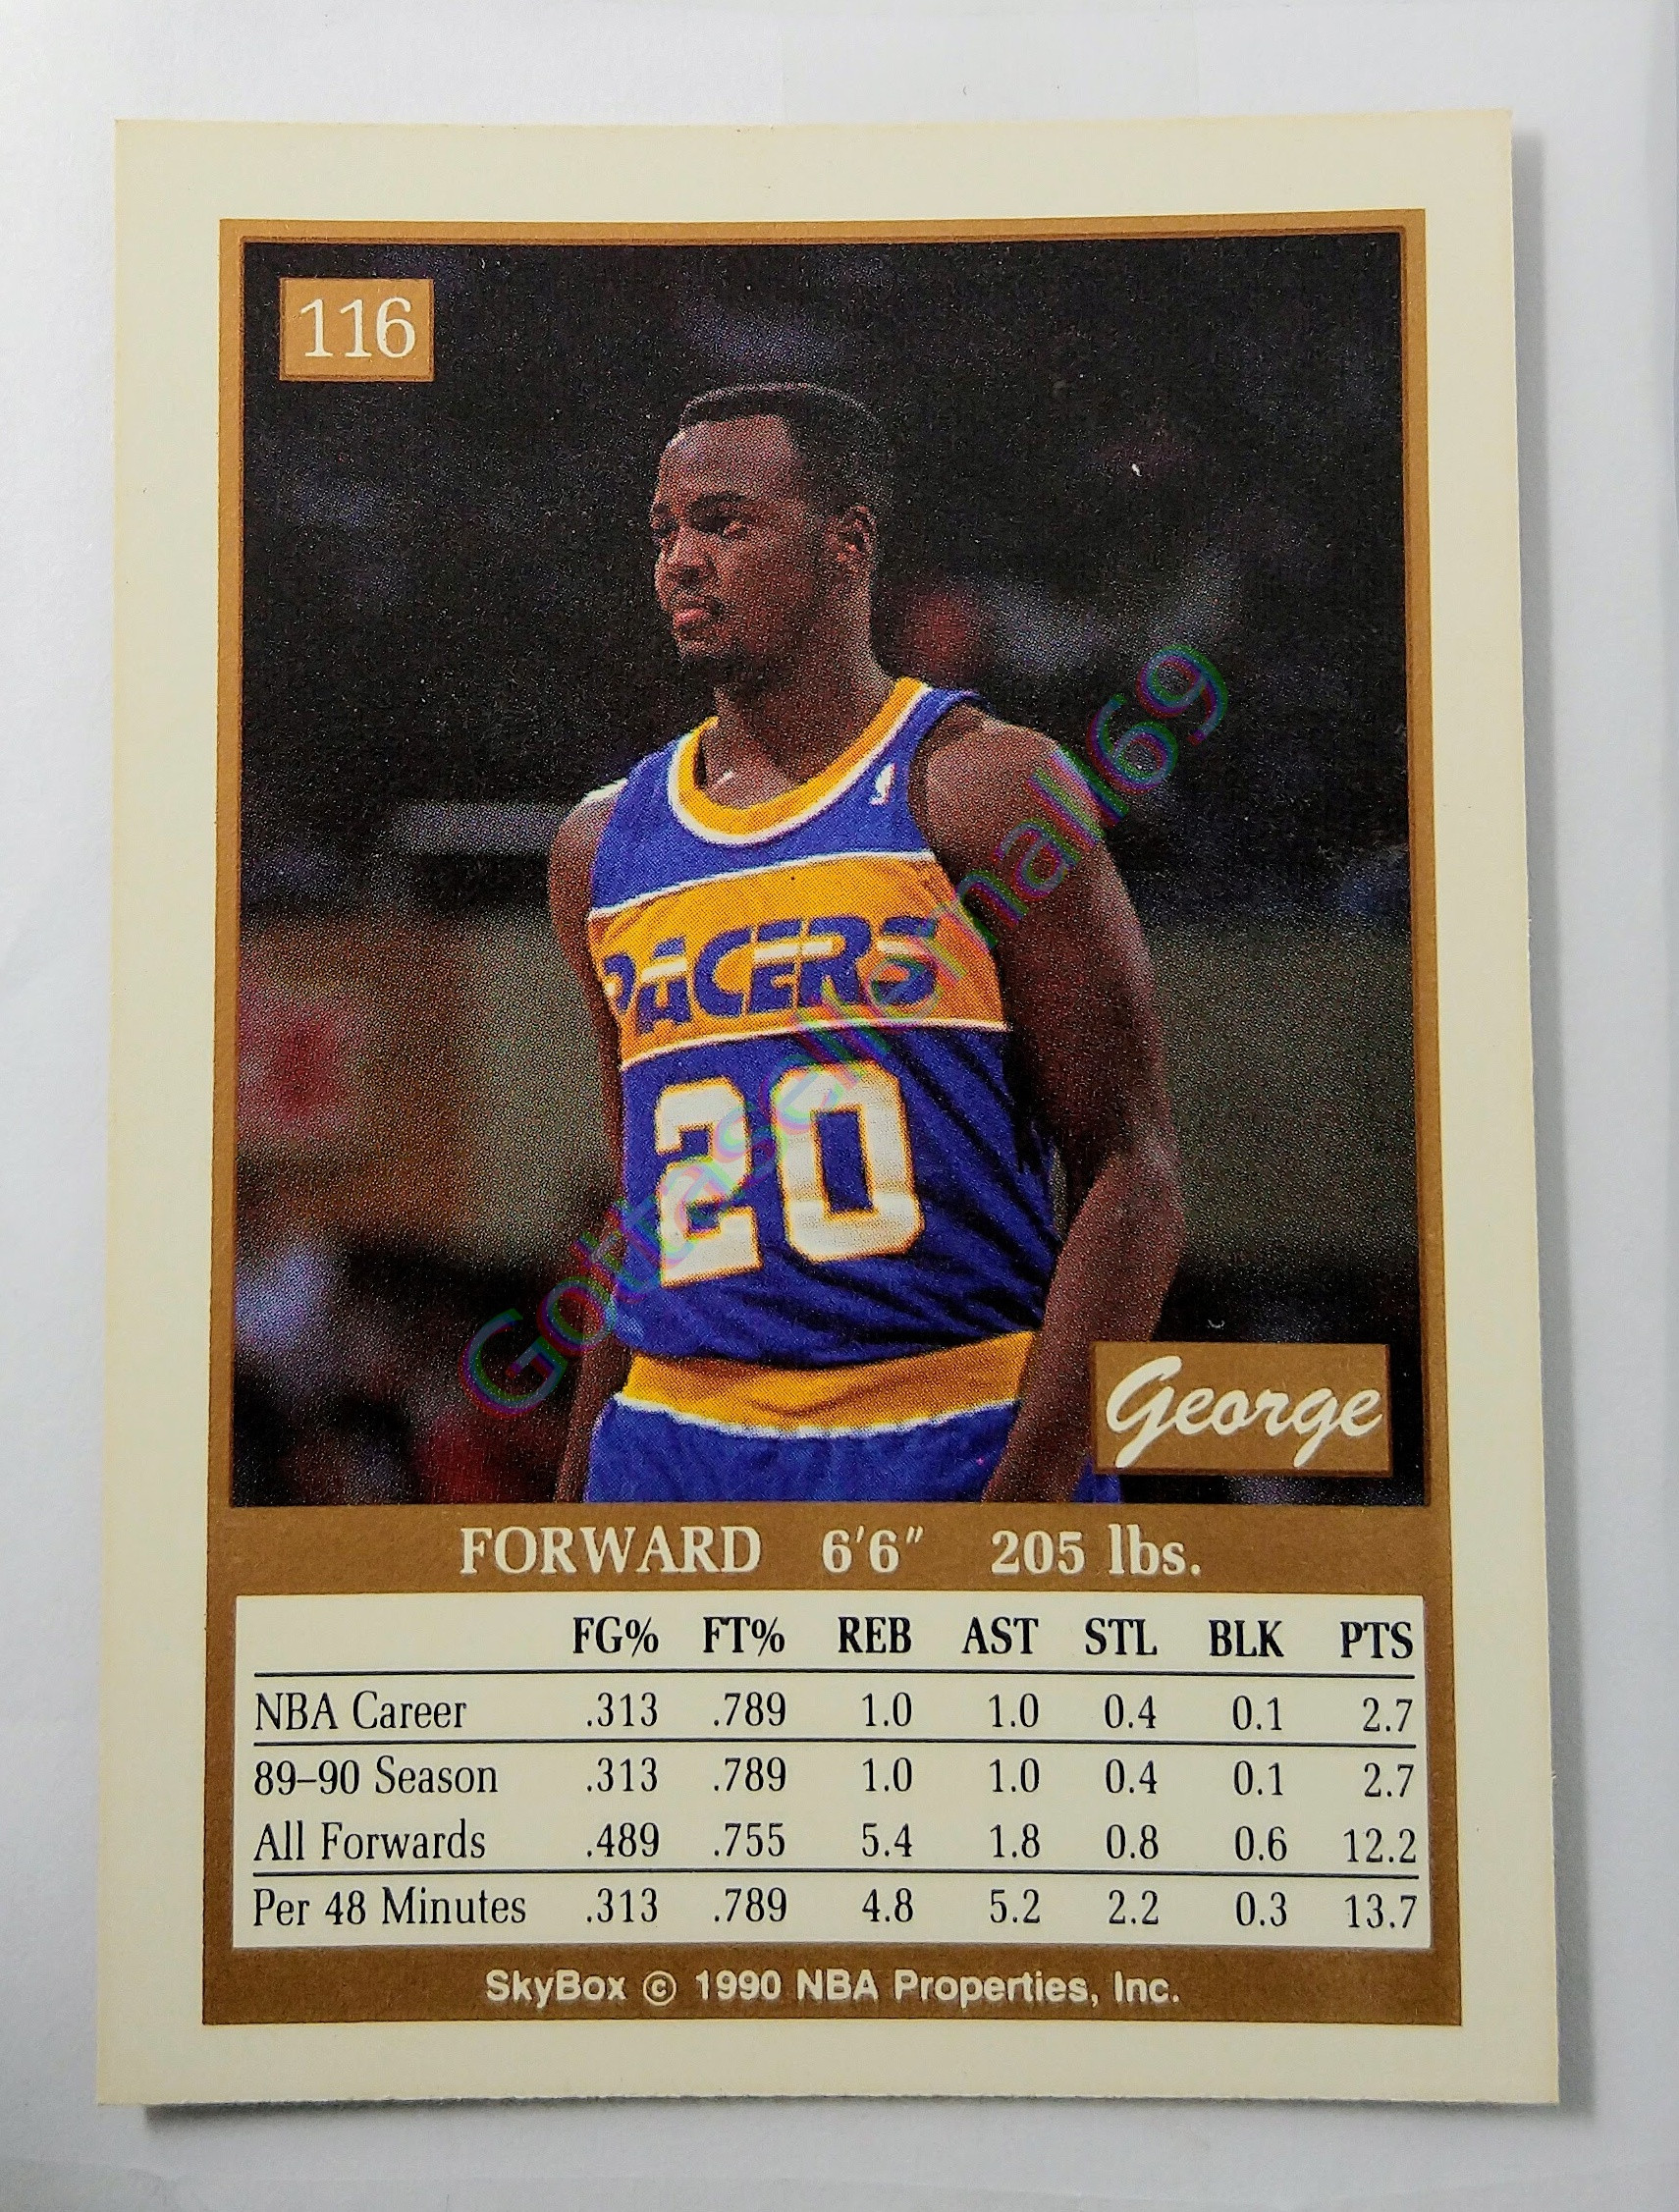 116
PACERS
20
Gottasellersmall69
George
FORWARD 6'6" 205 lbs.
FG% FT% REB AST STL BLK PTS
NBA Career .313 .789 1.0 1.0 0.4 0.1 2.7
89–90 Season .313 .789 1.0 1.0 0.4 0.1 2.7
All Forwards .489 .755 5.4 1.8 0.8 0.6 12.2
Per 48 Minutes .313 .789 4.8 5.2 2.2 0.3 13.7
SkyBox © 1990 NBA Properties, Inc.